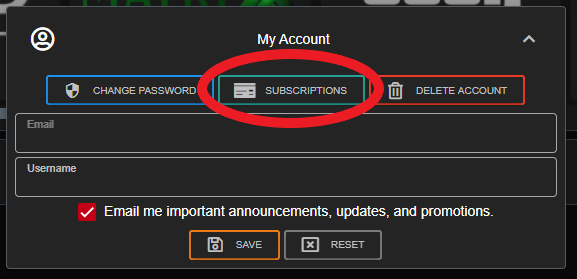 My Account
CHANGE PASSWORD
SUBSCRIPTIONS
DELETE ACCOUNT
Email
Username
Email me important announcements, updates, and promotions.
SAVE
RESET